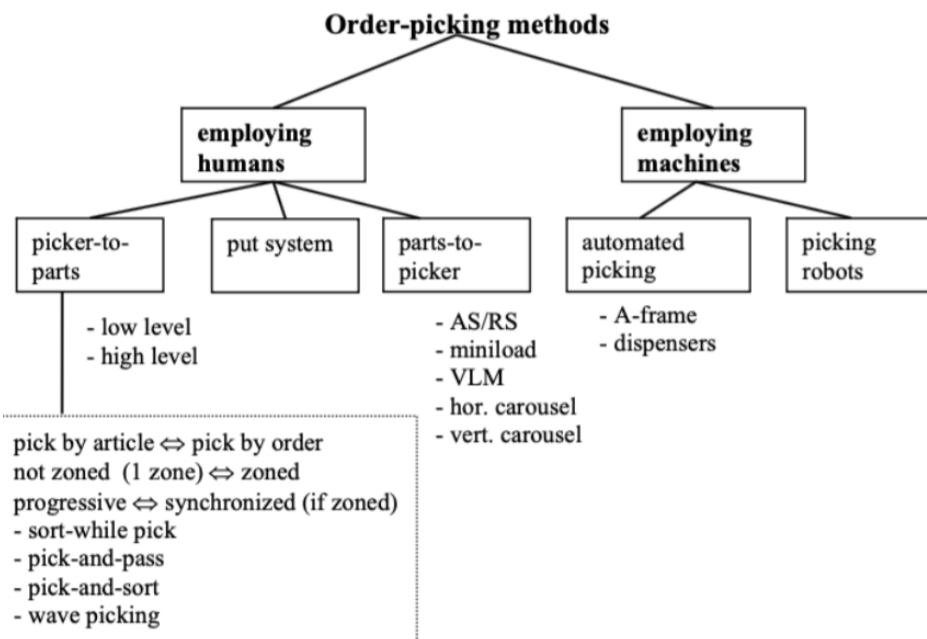 Order-picking methods
employing
humans
employing
machines
picker-to-
parts
put system
parts-to-
picker
automated
picking
picking
robots
- low level
- high level
- AS/RS
- miniload
- VLM
- hor. carousel
- vert. carousel
- A-frame
- dispensers
pick by article ⇔ pick by order
not zoned (1 zone) ⇔ zoned
progressive ⇔ synchronized (if zoned)
- sort-while pick
- pick-and-pass
- pick-and-sort
- wave picking